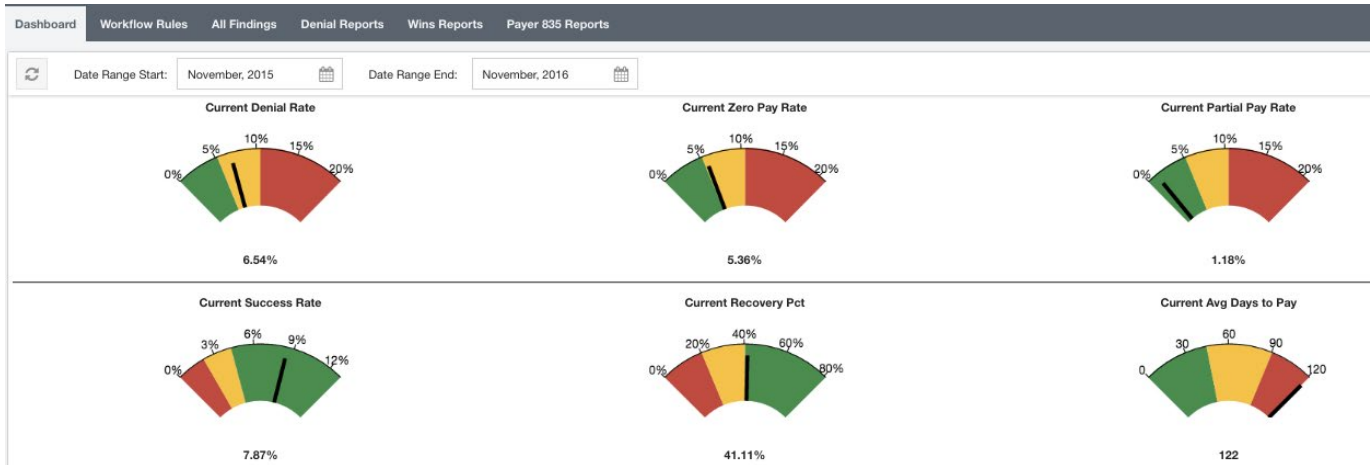 Dashboard Workflow Rules All Findings Denial Reports Wins Reports Payer 835 Reports
Date Range Start: November, 2015 Date Range End: November, 2016
Current Denial Rate
0% 5% 10% 15% 20%
6.54%
Current Zero Pay Rate
0% 5% 10% 15% 20%
5.36%
Current Partial Pay Rate
0% 5% 10% 15% 20%
1.18%
Current Success Rate
0% 3% 6% 9% 12%
7.87%
Current Recovery Pct
0% 20% 40% 60% 80%
41.11%
Current Avg Days to Pay
0 30 60 90 120
122